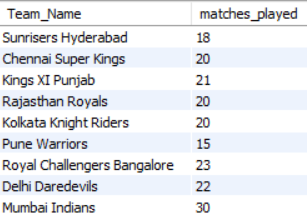 Team_Name matches_played
Sunrisers Hyderabad 18
Chennai Super Kings 20
Kings XI Punjab 21
Rajasthan Royals 20
Kolkata Knight Riders 20
Pune Warriors 15
Royal Challengers Bangalore 23
Delhi Daredevils 22
Mumbai Indians 30